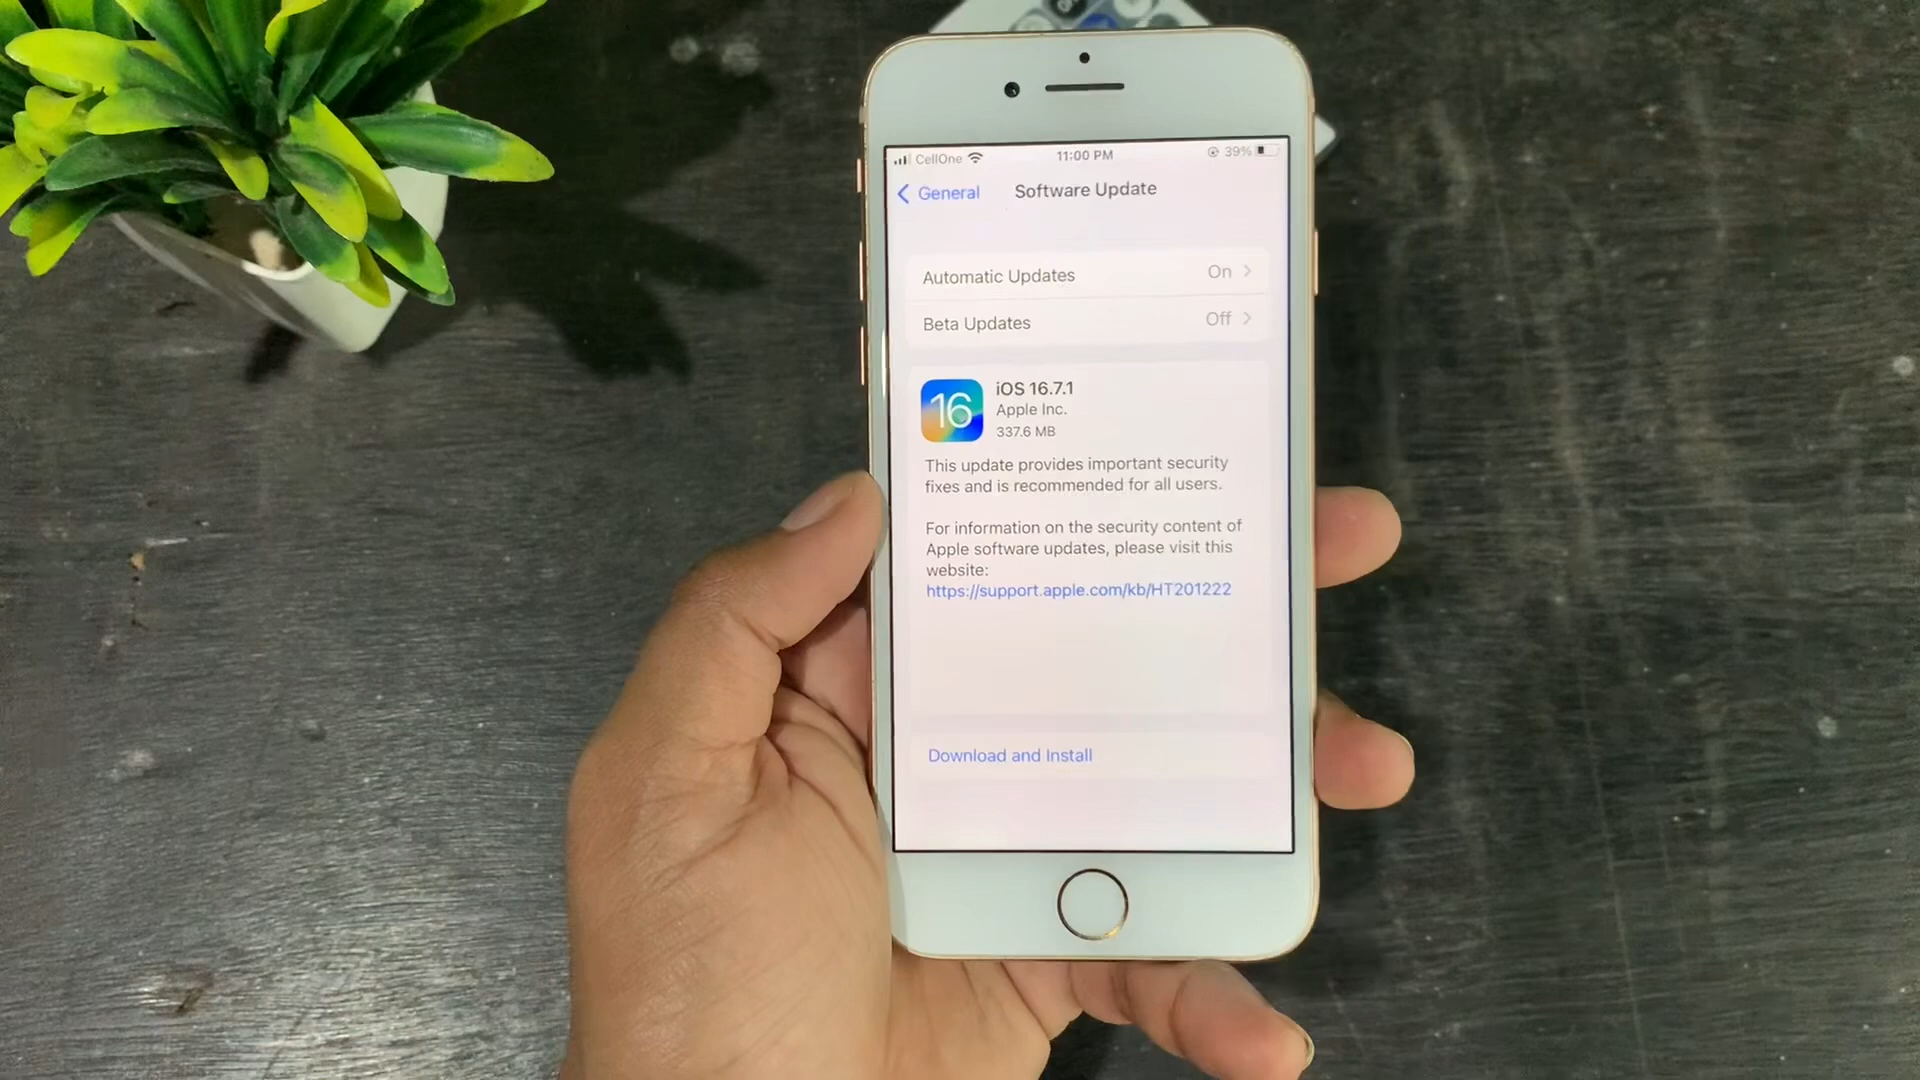 CellOne 11:00 PM 39%
General Software Update
Automatic Updates On
Beta Updates Off
16
iOS 16.7.1
Apple Inc.
337.6 MB
This update provides important security
fixes and is recommended for all users.
For information on the security content of
Apple software updates, please visit this
website:
https://support.apple.com/kb/HT201222
Download and Install